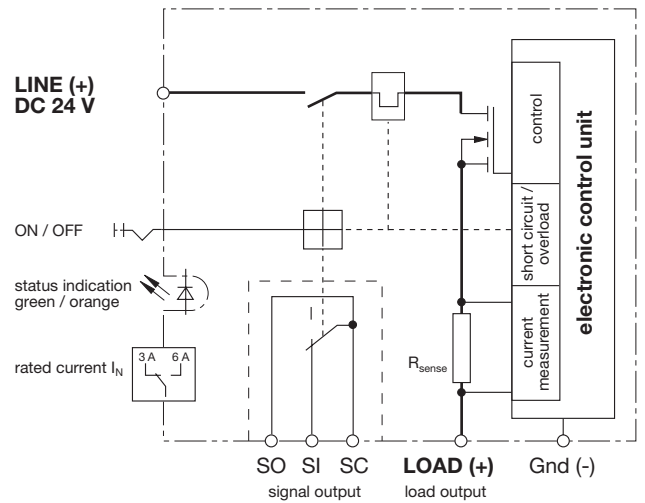 LINE (+)
DC 24 V
ON / OFF
status indication
green / orange
rated current IN
3 A 6 A
I
Rsense
control
short circuit /
overload
current
measurement
electronic control unit
SO SI SC
signal output
LOAD (+)
load output
Gnd (-)